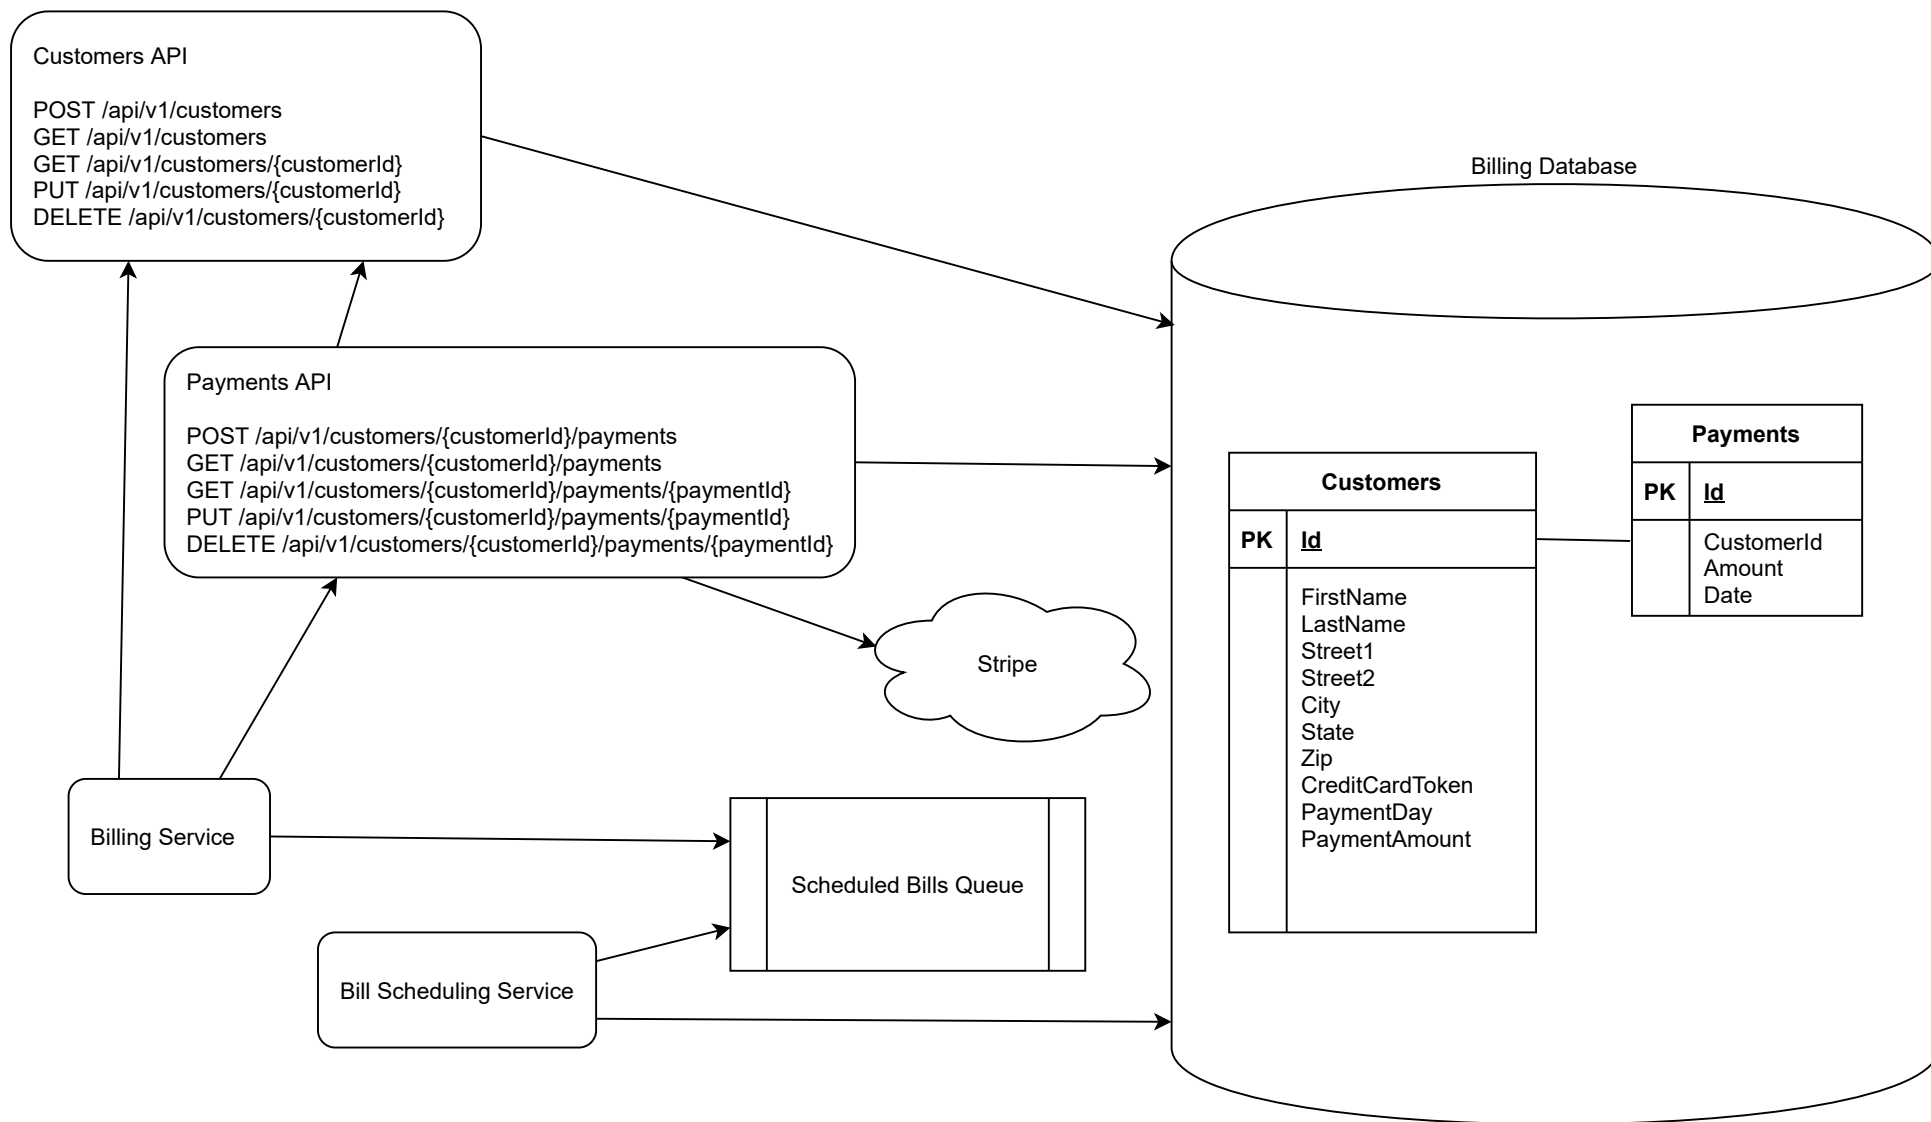 Customers API
POST /api/v1/customers
GET /api/v1/customers
GET /api/v1/customers/{customerId}
PUT /api/v1/customers/{customerId}
DELETE /api/v1/customers/{customerId}
Payments API
POST /api/v1/customers/{customerId}/payments
GET /api/v1/customers/{customerId}/payments
GET /api/v1/customers/{customerId}/payments/{paymentId}
PUT /api/v1/customers/{customerId}/payments/{paymentId}
DELETE /api/v1/customers/{customerId}/payments/{paymentId}
Stripe
Billing Service
Scheduled Bills Queue
Bill Scheduling Service
Billing Database
Customers
PK Id
FirstName
LastName
Street1
Street2
City
State
Zip
CreditCardToken
PaymentDay
PaymentAmount
Payments
PK Id
CustomerId
Amount
Date